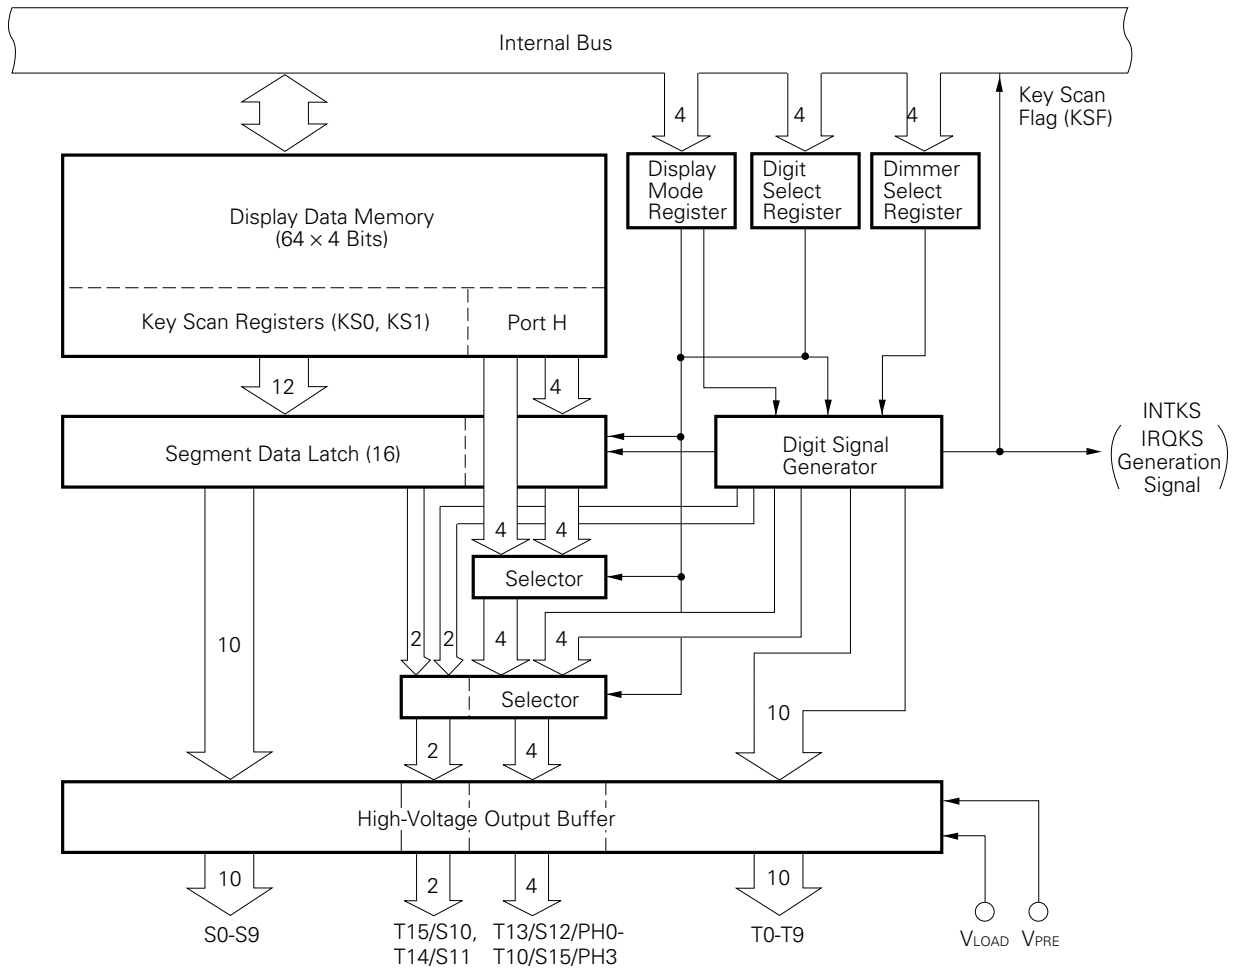 Internal Bus
Key Scan
Flag (KSF)
4
4
4
Display
Mode
Register
Digit
Select
Register
Dimmer
Select
Register
Display Data Memory
(64 × 4 Bits)
Key Scan Registers (KS0, KS1)
Port H
12
4
Segment Data Latch (16)
Digit Signal
Generator
INTKS
IRQKS
Generation
Signal
4
4
Selector
10
2
2
4
4
Selector
10
2
4
High-Voltage Output Buffer
10
2
4
10
S0-S9
T15/S10,
T14/S11
T13/S12/PH0-
T10/S15/PH3
T0-T9
VLOAD
VPRE